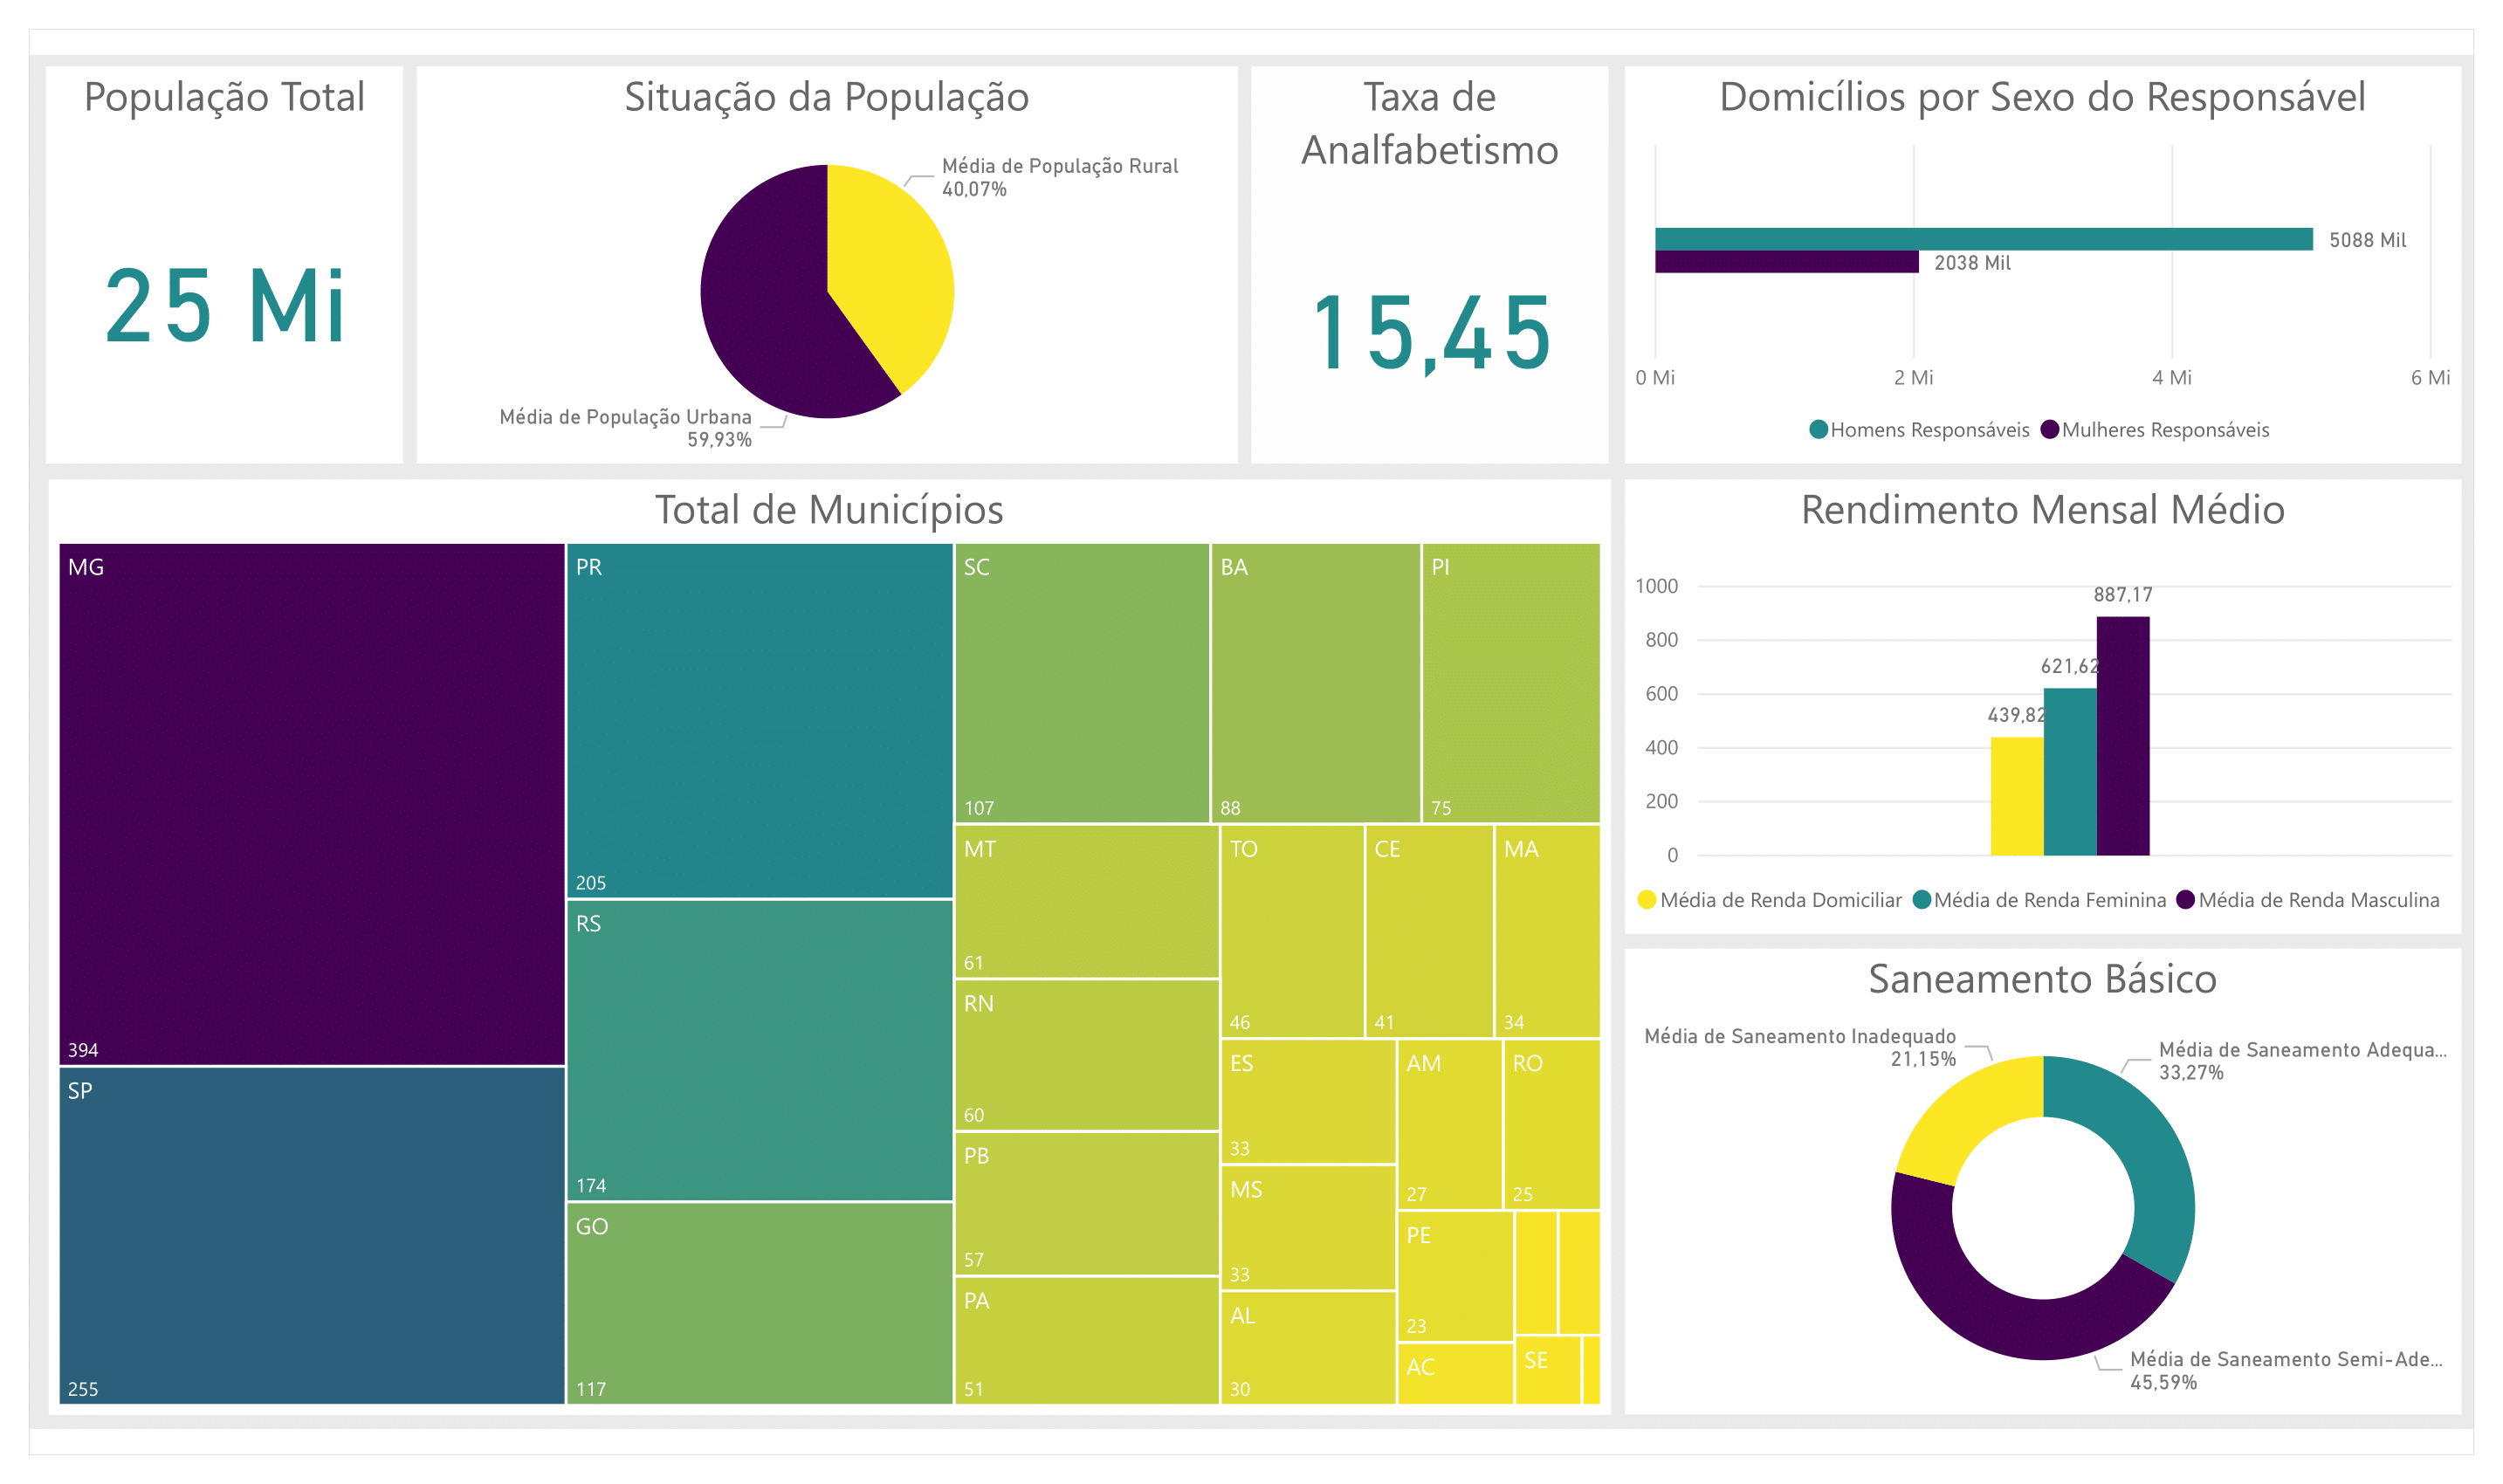 População Total
25 Mi
Situação da População
Média de População Rural
40,07%
Média de População Urbana
59,93%
Taxa de
Analfabetismo
15,45
Domicílios por Sexo do Responsável
5088 Mil
2038 Mil
0 Mi 2 Mi 4 Mi 6 Mi
Homens Responsáveis Mulheres Responsáveis
Total de Municípios
MG
394
SP
255
PR
205
RS
174
GO
117
SC
107
BA
88
PI
75
MT
61
RN
60
PB
57
PA
51
TO
46
CE
41
MA
34
ES
33
MS
33
AL
30
AM
27
RO
25
PE
23
AC
SE
Rendimento Mensal Médio
1000
800
600
400
200
0
439,82
621,62
887,17
Média de Renda Domiciliar Média de Renda Feminina Média de Renda Masculina
Saneamento Básico
Média de Saneamento Inadequado
21,15%
Média de Saneamento Adequa...
33,27%
Média de Saneamento Semi-Ade...
45,59%